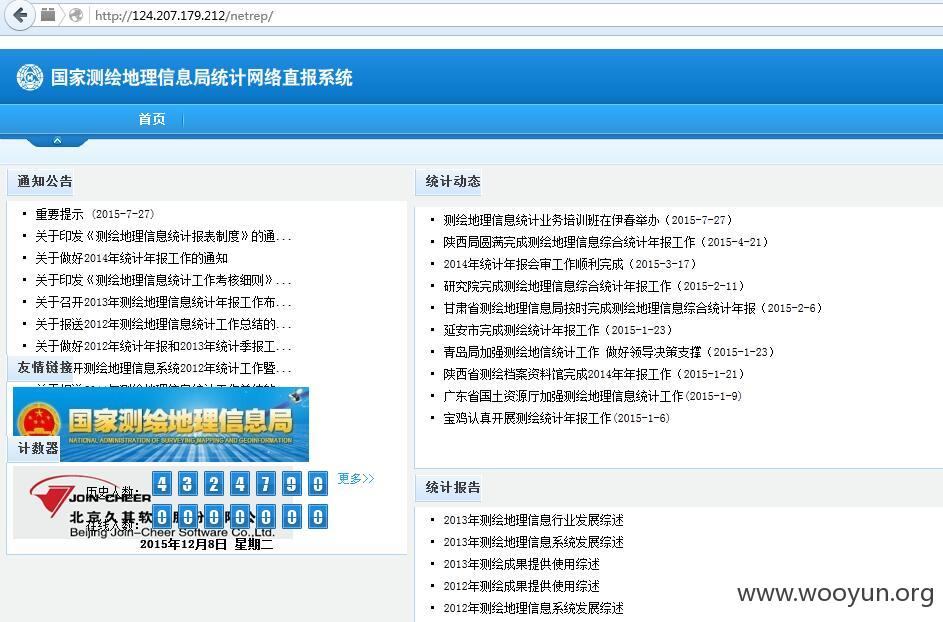 http://124.207.179.212/netrep/
国家测绘地理信息局统计网络直报系统
首页
通知公告
重要提示 (2015-7-27)
关于印发《测绘地理信息统计报表制度》的通...
关于做好2014年统计年报工作的通知
关于印发《测绘地理信息统计工作考核细则》...
关于召开2013年测绘地理信息统计年报工作布...
关于报送2012年测绘地理信息统计工作总结的...
关于做好2012年统计年报和2013年统计季报工...
友情链接
开测绘地理信息系统2012年统计工作暨...
国家测绘地理信息局
NATIONAL ADMINISTRATION OF SURVEYING, MAPPING AND GEOINFORMATION
计数器
历史人数:
4324790
更多>>
JOIN-CHEER
北京久其软
在线人数:
0000000
Beijing Join-Cheer Software Co.,Ltd.
2015年12月8日 星期二
统计动态
测绘地理信息统计业务培训班在伊春举办（2015-7-27）
陕西局圆满完成测绘地理信息综合统计年报工作（2015-4-21）
2014年统计年报会审工作顺利完成（2015-3-17）
研究院完成测绘地理信息综合统计年报工作（2015-2-11）
甘肃省测绘地理信息局按时完成测绘地理信息综合统计年报（2015-2-6）
延安市完成测绘统计年报工作（2015-1-23）
青岛局加强测绘地信统计工作 做好领导决策支撑（2015-1-23）
陕西省测绘档案资料馆完成2014年年报工作（2015-1-21）
广东省国土资源厅加强测绘地理信息统计工作(2015-1-9)
宝鸡认真开展测绘统计年报工作(2015-1-6)
统计报告
2013年测绘地理信息行业发展综述
2013年测绘地理信息系统发展综述
2013年测绘成果提供使用综述
2012年测绘成果提供使用综述
2012年测绘地理信息系统发展综述
www.wooyun.org